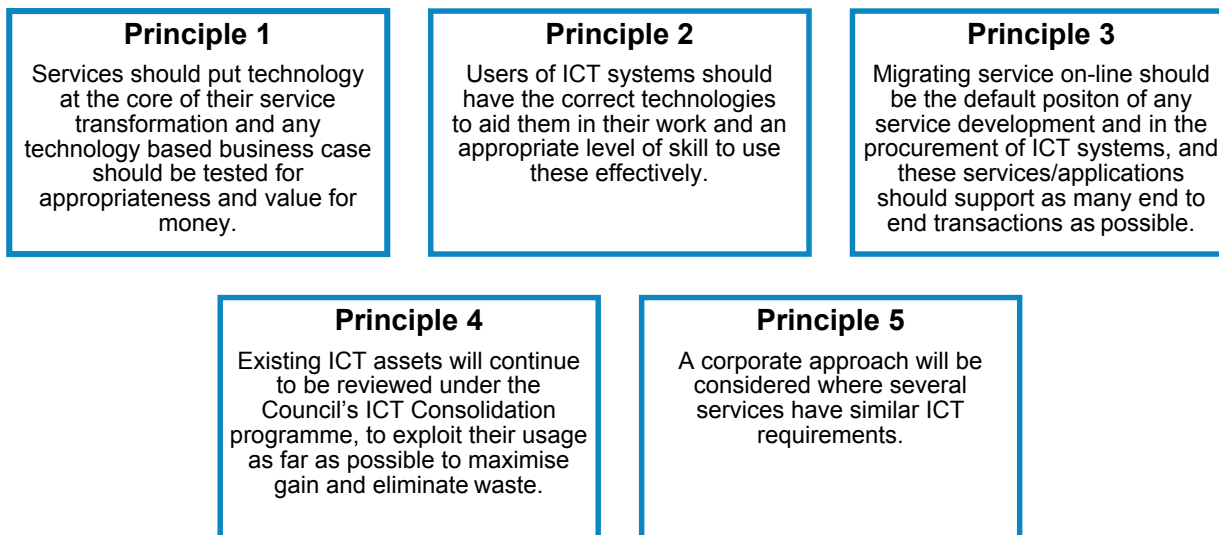 Principle 1
Services should put technology
at the core of their service
transformation and any
technology based business case
should be tested for
appropriateness and value for
money.
Principle 2
Users of ICT systems should
have the correct technologies
to aid them in their work and an
appropriate level of skill to use
these effectively.
Principle 3
Migrating service on-line should
be the default positon of any
service development and in the
procurement of ICT systems, and
these services/applications
should support as many end to
end transactions as possible.
Principle 4
Existing ICT assets will continue
to be reviewed under the
Council's ICT Consolidation
programme, to exploit their usage
as far as possible to maximise
gain and eliminate waste.
Principle 5
A corporate approach will be
considered where several
services have similar ICT
requirements.